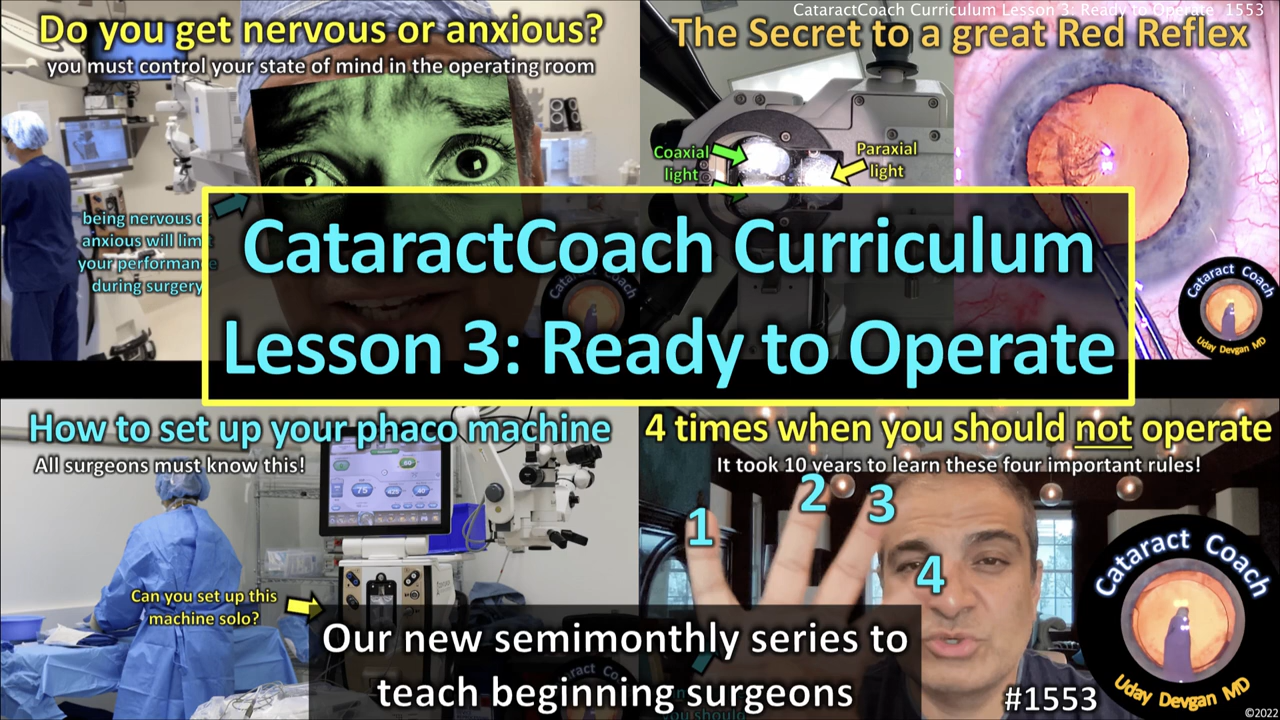 CataractCoach Curriculum Lesson 3: Ready to Operate 1553
Do you get nervous or anxious?
you must control your state of mind in the operating room
being nervous
anxious will
your performance
during surgery
The Secret to a great Red Reflex
Coaxial
light
Paraxial
light
Cataract Coach
Uday Devgan MD
CataractCoach Curriculum
Lesson 3: Ready to Operate
How to set up your phaco machine
All surgeons must know this!
75
425
40
Can you set up this
machine solo?
4 times when you should not operate
It took 10 years to learn these four important rules!
1
2
3
4
Our new semimonthly series to
teach beginning surgeons
you should
#1553
Cataract Coach
Uday Devgan MD
©2022